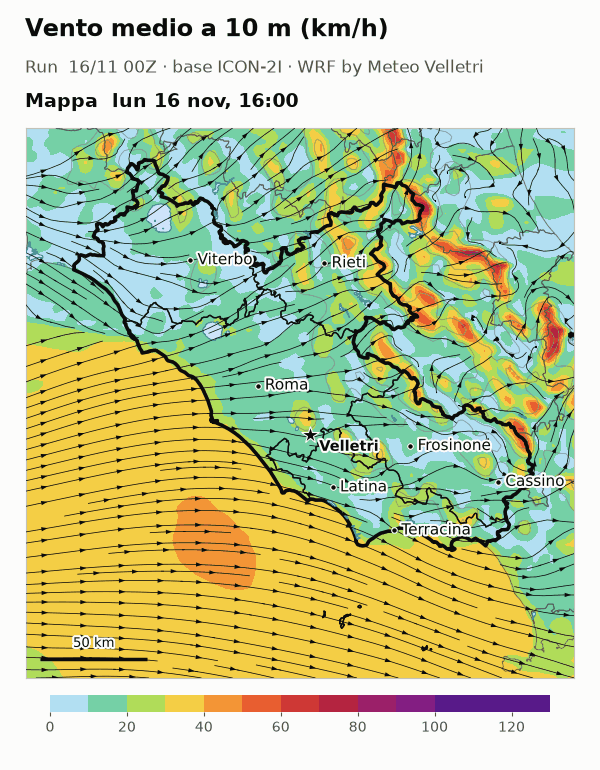 Vento medio a 10 m (km/h)
Run  16/11 00Z · base ICON-2I · WRF by Meteo Velletri
Mappa  lun 16 nov, 16:00
Viterbo
Rieti
Roma
Velletri
Frosinone
Latina
Cassino
Terracina
50 km
0 20 40 60 80 100 120